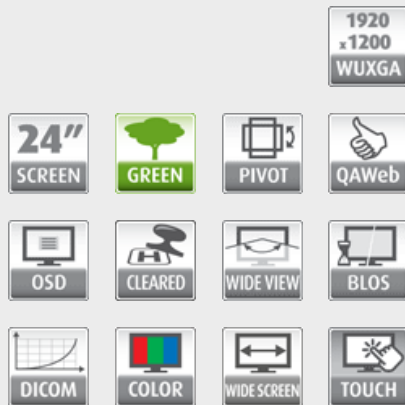 1920
x1200
WUXGA
24"
SCREEN
GREEN
PIVOT
QAWeb
OSD
H
CLEARED
WIDE VIEW
BLOS
DICOM
COLOR
WIDE SCREEN
TOUCH